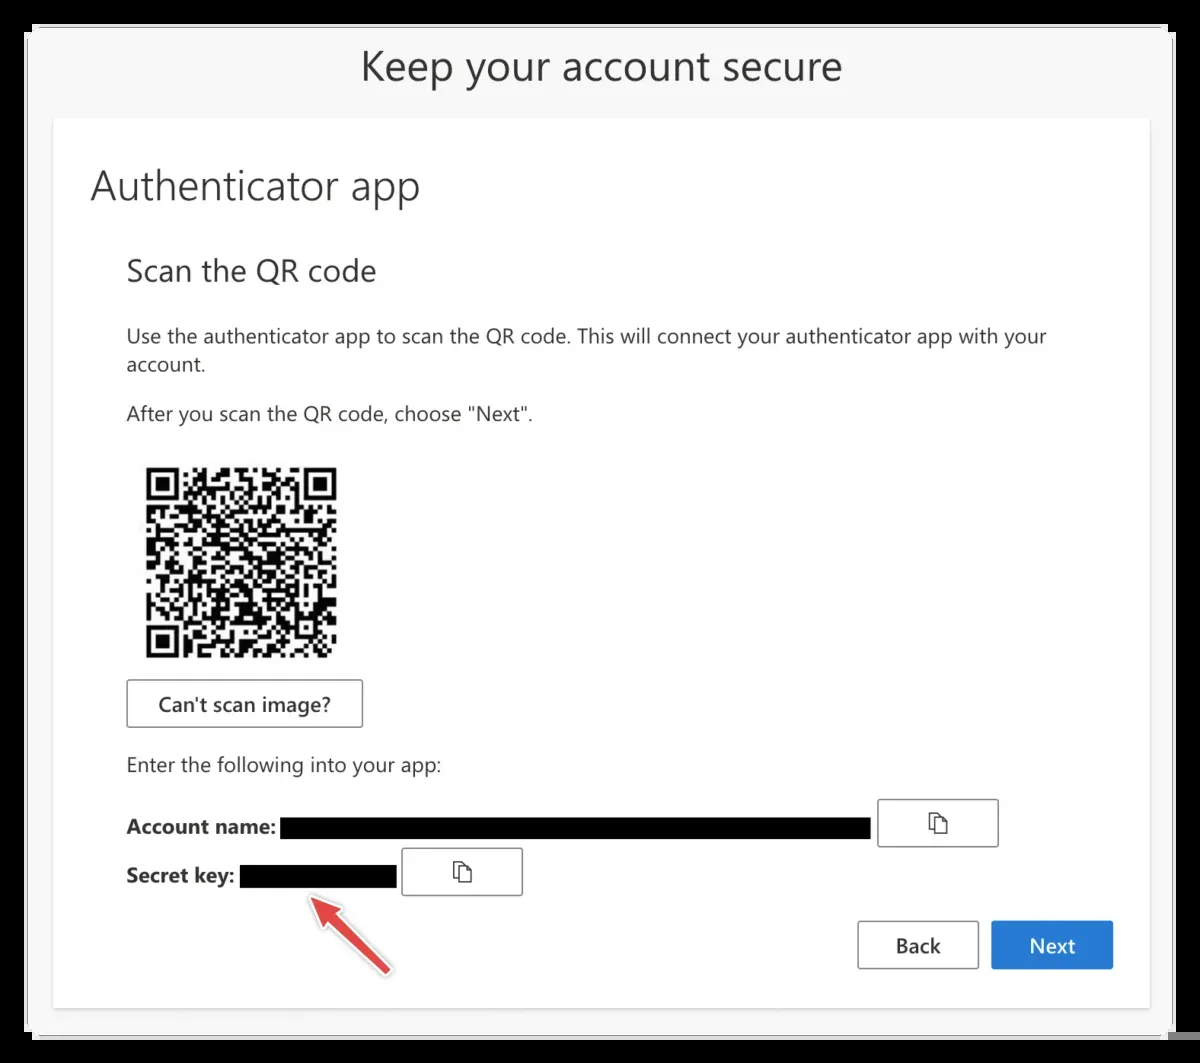 Keep your account secure
Authenticator app
Scan the QR code
Use the authenticator app to scan the QR code. This will connect your authenticator app with your
account.
After you scan the QR code, choose "Next".
Can't scan image?
Enter the following into your app:
Account name:
Secret key:
Back Next